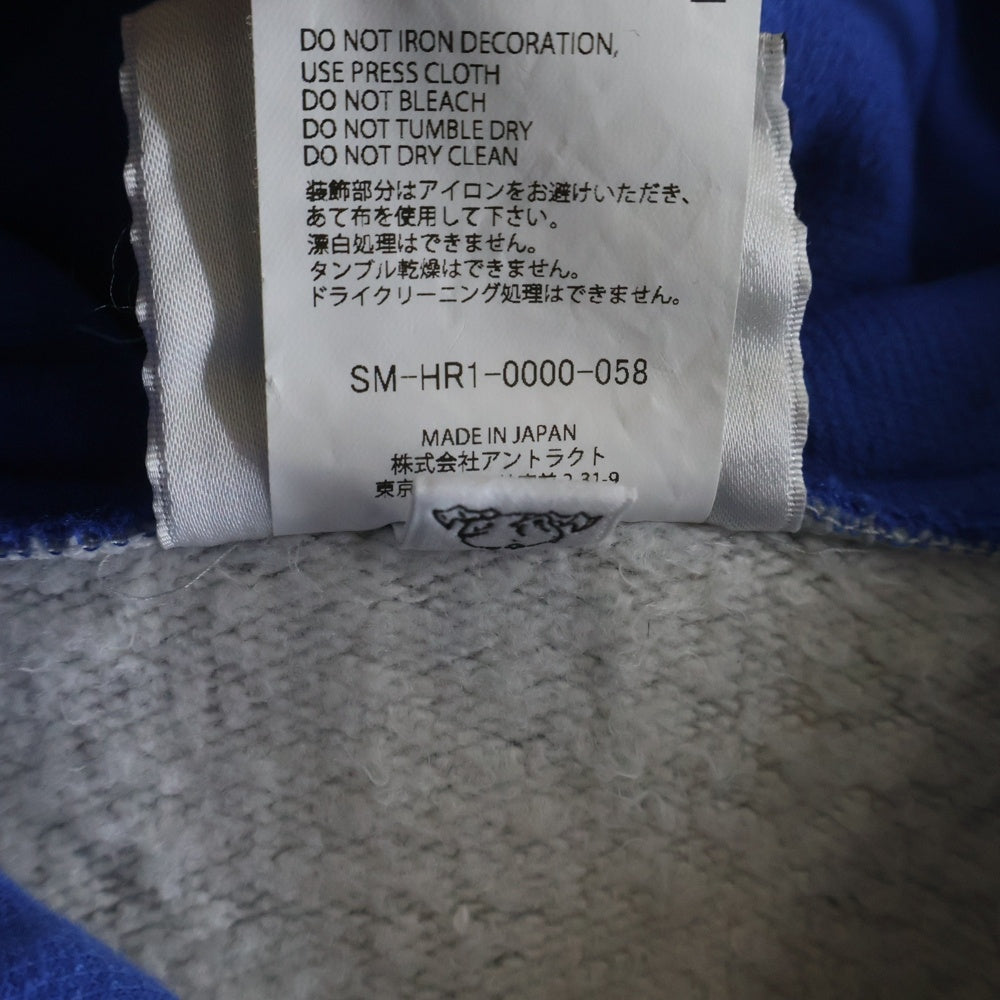 DO NOT IRON DECORATION,
USE PRESS CLOTH
DO NOT BLEACH
DO NOT TUMBLE DRY
DO NOT DRY CLEAN
装飾部分はアイロンをお避けいただき、
あて布を使用して下さい。
漂白処理はできません。
タンブル乾燥はできません。
ドライクリーニング処理はできません。
SM-HR1-0000-058
MADE IN JAPAN
株式会社アントラクト
東京 2-31-9